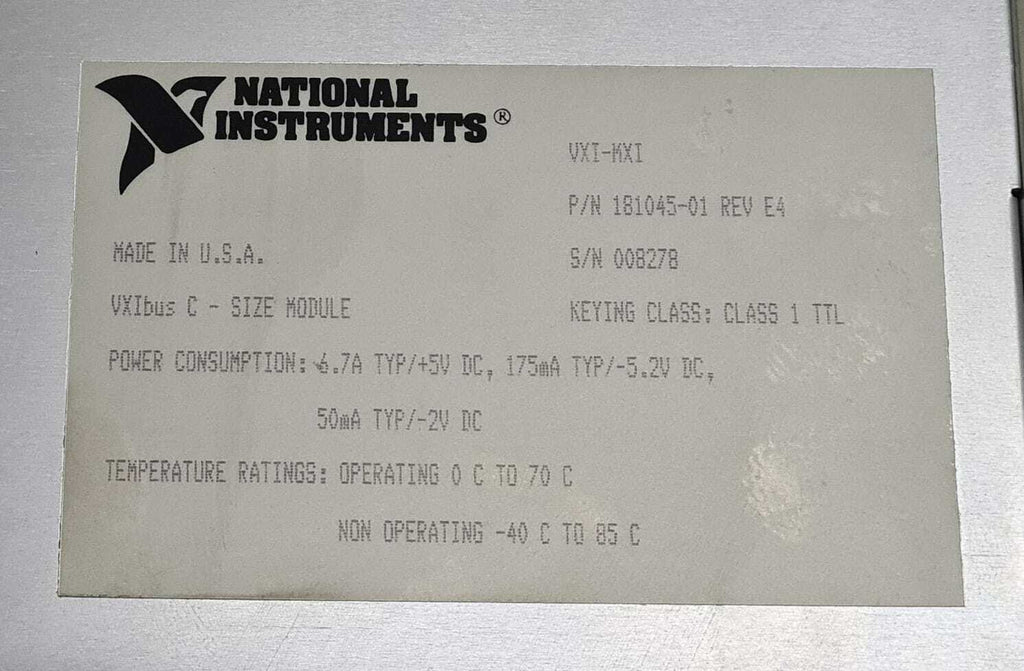 NATIONAL
INSTRUMENTS®
VXI-MXI
P/N 181045-01 REV E4
MADE IN U.S.A.
S/N 008278
VXIbus C - SIZE MODULE
KEYING CLASS: CLASS 1 TTL
POWER CONSUMPTION: 6.7A TYP/+5V DC, 175mA TYP/-5.2V DC,
50mA TYP/-2V DC
TEMPERATURE RATINGS: OPERATING 0 C TO 70 C
NON OPERATING -40 C TO 85 C